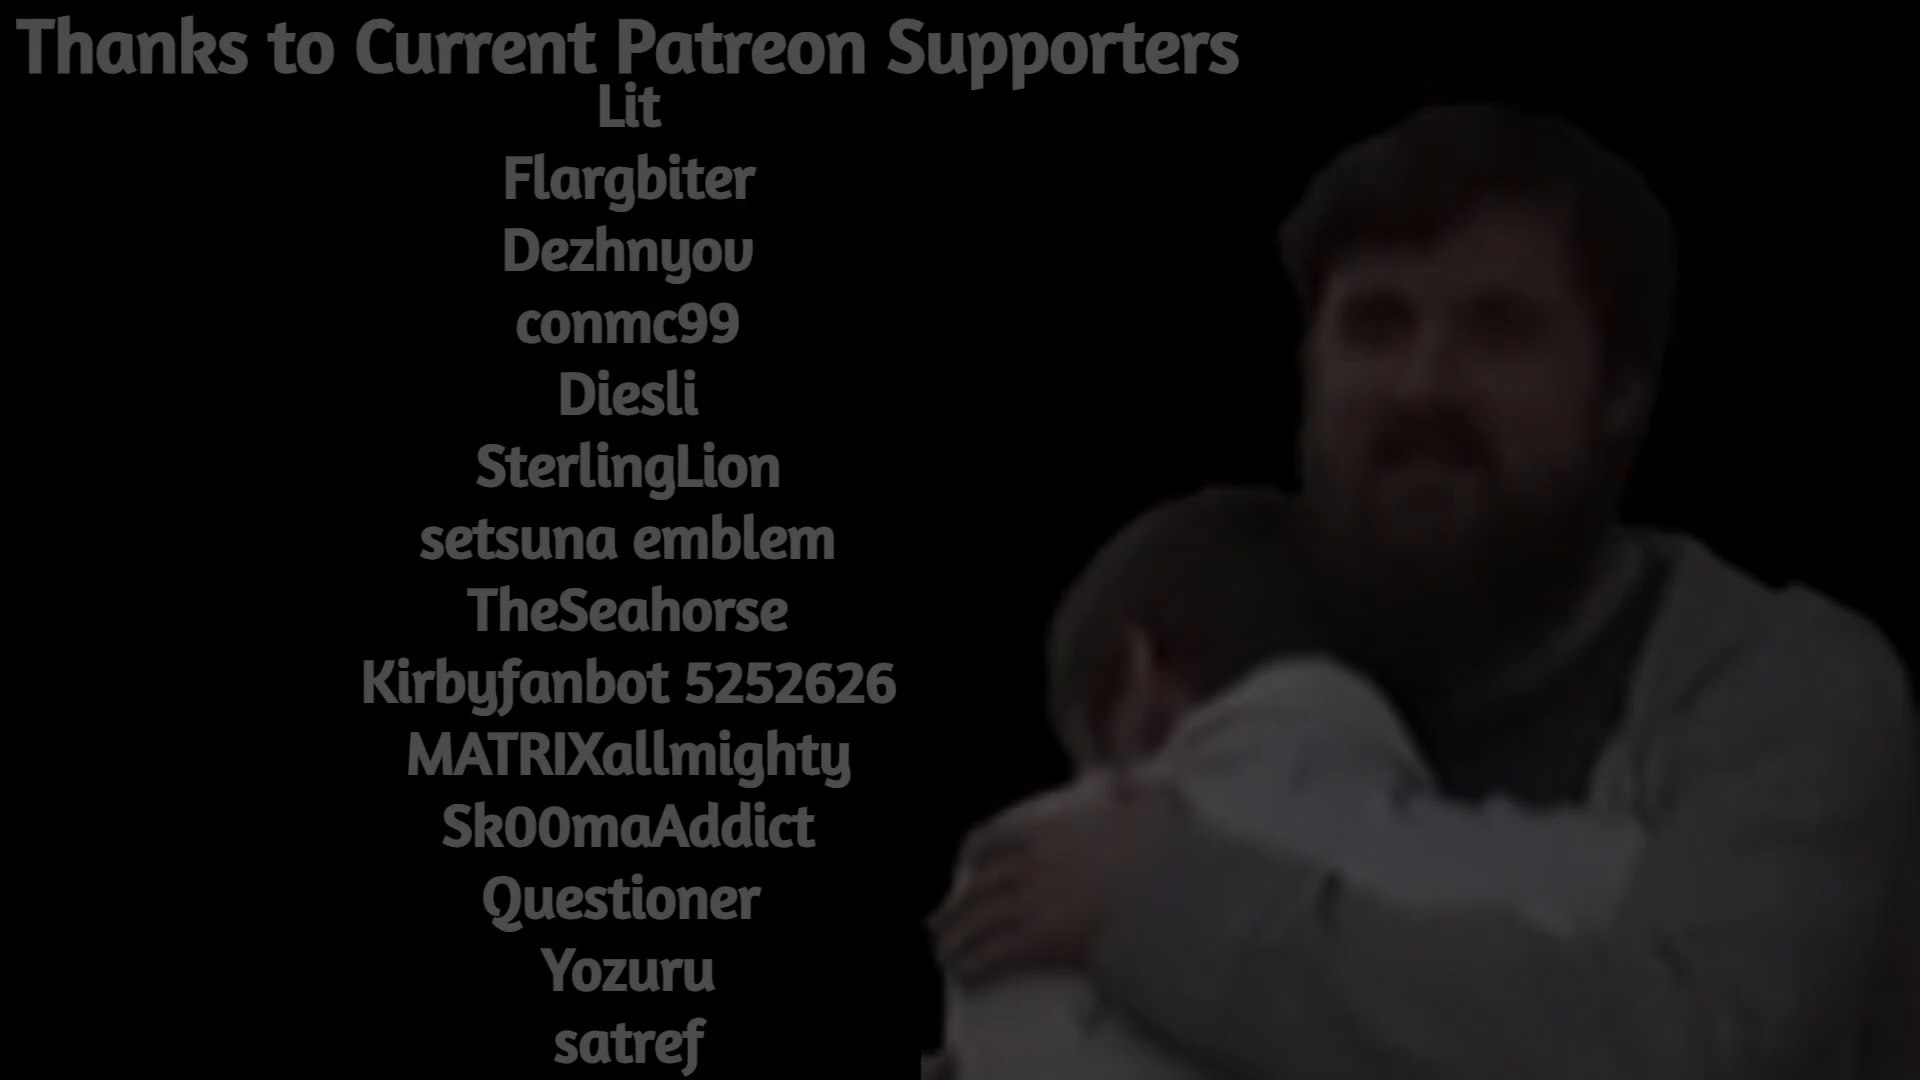 Thanks to Current Patreon Supporters
Lit
Flargbiter
Dezhnyov
conmc99
Diesli
SterlingLion
setsuna emblem
TheSeahorse
Kirbyfanbot 5252626
MATRIXallmighty
Sk00maAddict
Questioner
Yozuru
satref